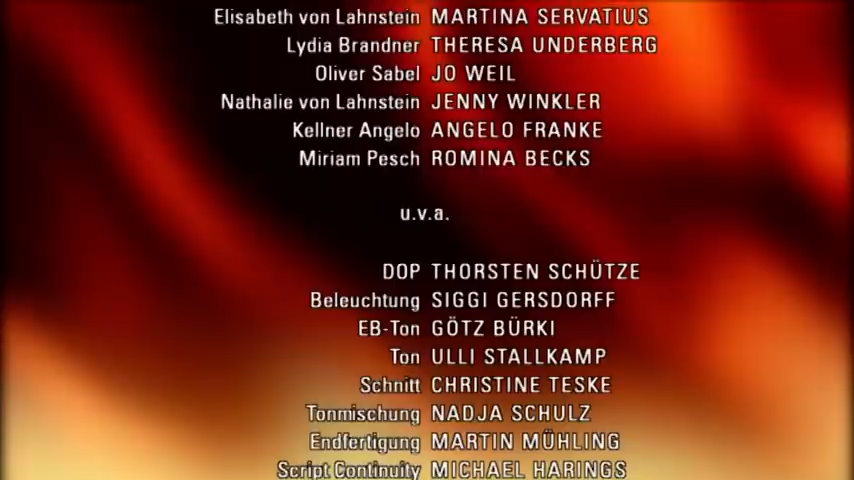 Elisabeth von Lahnstein MARTINA SERVATIUS
Lydia Brandner THERESA UNDERBERG
Oliver Sabel JO WEIL
Nathalie von Lahnstein JENNY WINKLER
Kellner Angelo ANGELO FRANKE
Miriam Pesch ROMINA BECKS
u.v.a.
DOP THORSTEN SCHÜTZE
Beleuchtung SIGGI GERSDORFF
EB-Ton GÖTZ BÜRKI
Ton ULLI STALLKAMP
Schnitt CHRISTINE TESKE
Tonmischung NADJA SCHULZ
Endfertigung MARTIN MÜHLING
Script Continuity MICHAEL HARINGS